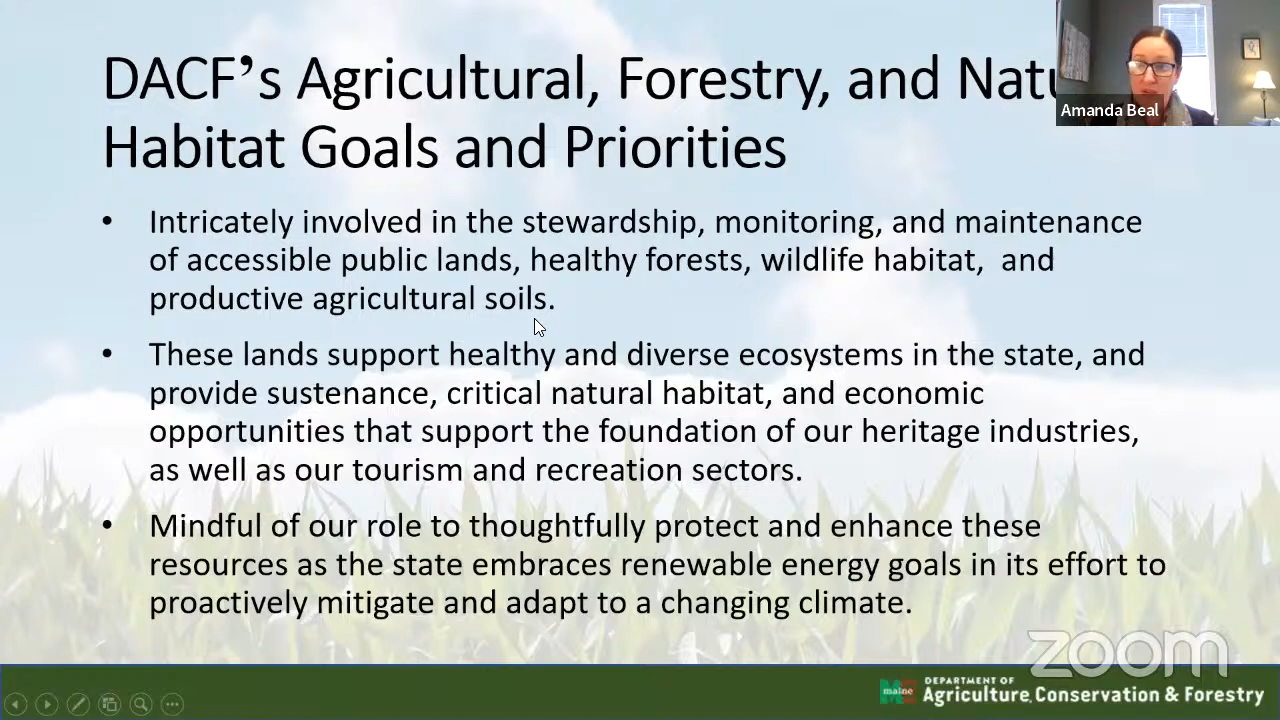 DACF’s Agricultural, Forestry, and Natu
Habitat Goals and Priorities
Amanda Beal
• Intricately involved in the stewardship, monitoring, and maintenance
of accessible public lands, healthy forests, wildlife habitat,  and
productive agricultural soils.
• These lands support healthy and diverse ecosystems in the state, and
provide sustenance, critical natural habitat, and economic
opportunities that support the foundation of our heritage industries,
as well as our tourism and recreation sectors.
• Mindful of our role to thoughtfully protect and enhance these
resources as the state embraces renewable energy goals in its effort to
proactively mitigate and adapt to a changing climate.
zoom
maine
DEPARTMENT OF
Agriculture, Conservation & Forestry